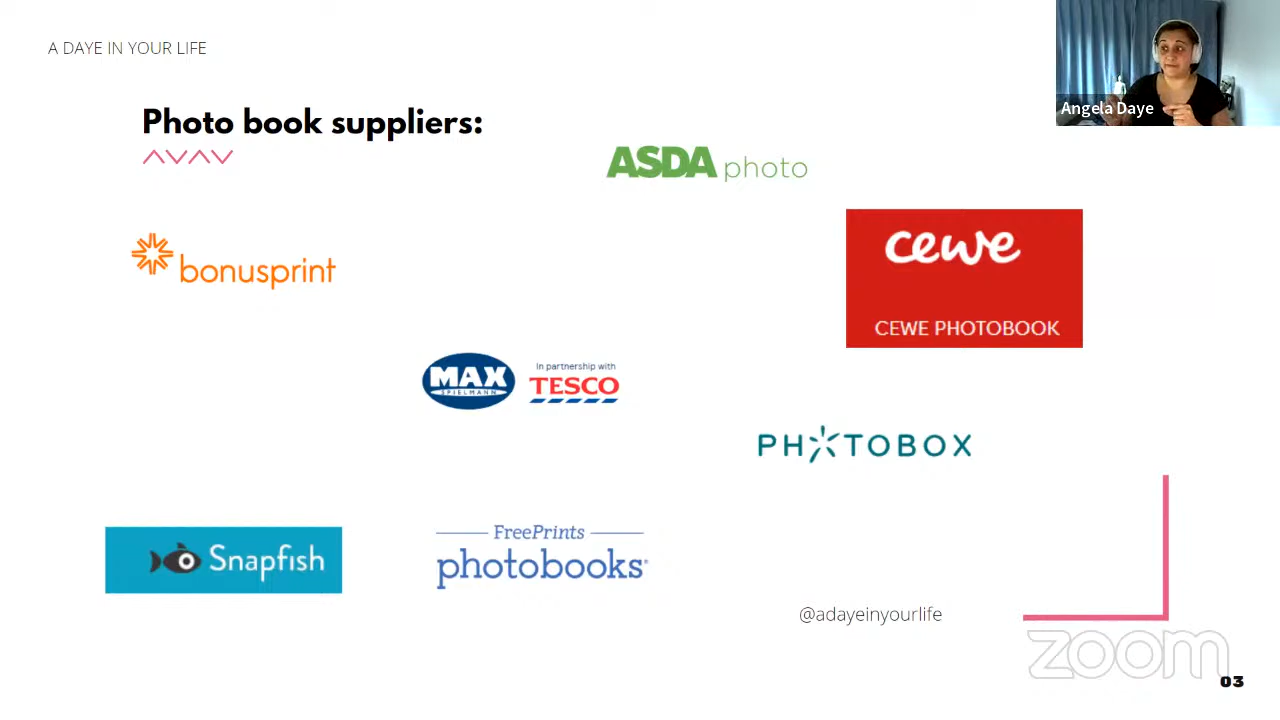 A DAYE IN YOUR LIFE
Angela Daye
Photo book suppliers:
ASDA photo
bonusprint
cewe
CEWE PHOTOBOOK
MAX
SPIELMANN
In partnership with
TESCO
PHOTOBOX
Snapfish
FreePrints
photobooks®
@adayeinyourlife
zoom
03